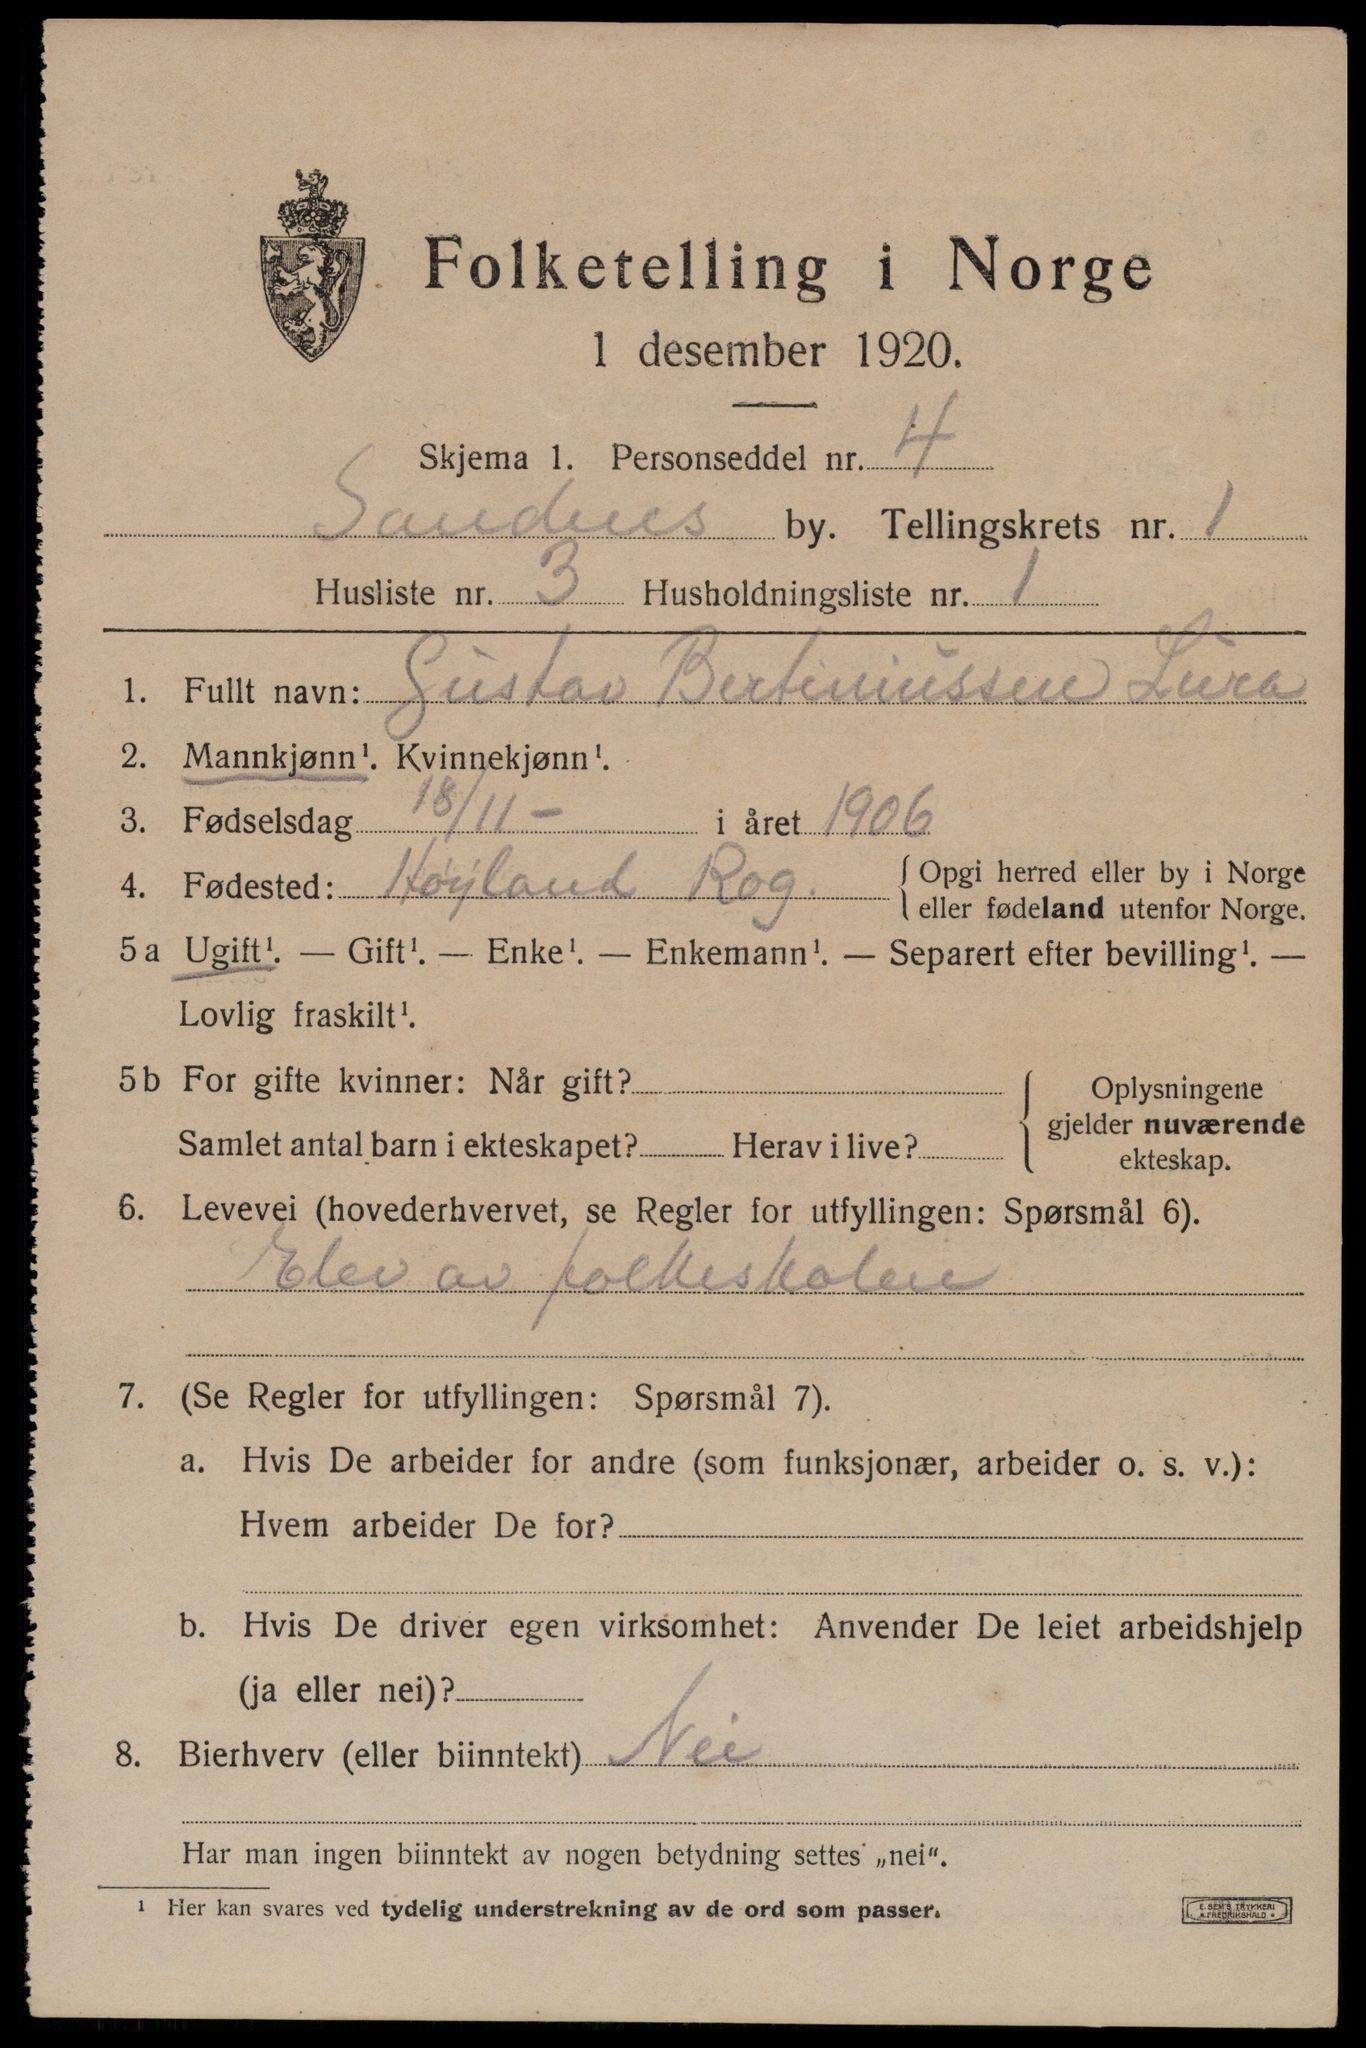 Folketelling i Norge
1 desember 1920.
Skjema 1. Personseddel nr. 4
Sandnes by. Tellingskrets nr. 1
Husliste nr. 3 Husholdningsliste nr. 1
1. Fullt navn: Gustav Bertiniussen Lura
2. Mannkjønn¹. Kvinnekjønn¹.
3. Fødselsdag 18/11 - i året 1906
4. Fødested: Høyland Rog. { Opgi herred eller by i Norge
eller fødeland utenfor Norge.
5a Ugift¹. — Gift¹. — Enke¹. — Enkemann¹. — Separert efter bevilling¹. —
Lovlig fraskilt¹.
5b For gifte kvinner: Når gift?
Samlet antal barn i ekteskapet? Herav i live?
Oplysningene
gjelder nuværende
ekteskap.
6. Levevei (hovederhvervet, se Regler for utfyllingen: Spørsmål 6).
Elev av folkeskolen
7. (Se Regler for utfyllingen: Spørsmål 7).
a. Hvis De arbeider for andre (som funksjonær, arbeider o. s. v.):
Hvem arbeider De for?
b. Hvis De driver egen virksomhet: Anvender De leiet arbeidshjelp
(ja eller nei)?
8. Bierhverv (eller biinntekt) Nei
Har man ingen biinntekt av nogen betydning settes „nei“.
¹ Her kan svares ved tydelig understrekning av de ord som passer.
E. SEM'S TRYKKERI
FREDRIKSHALD